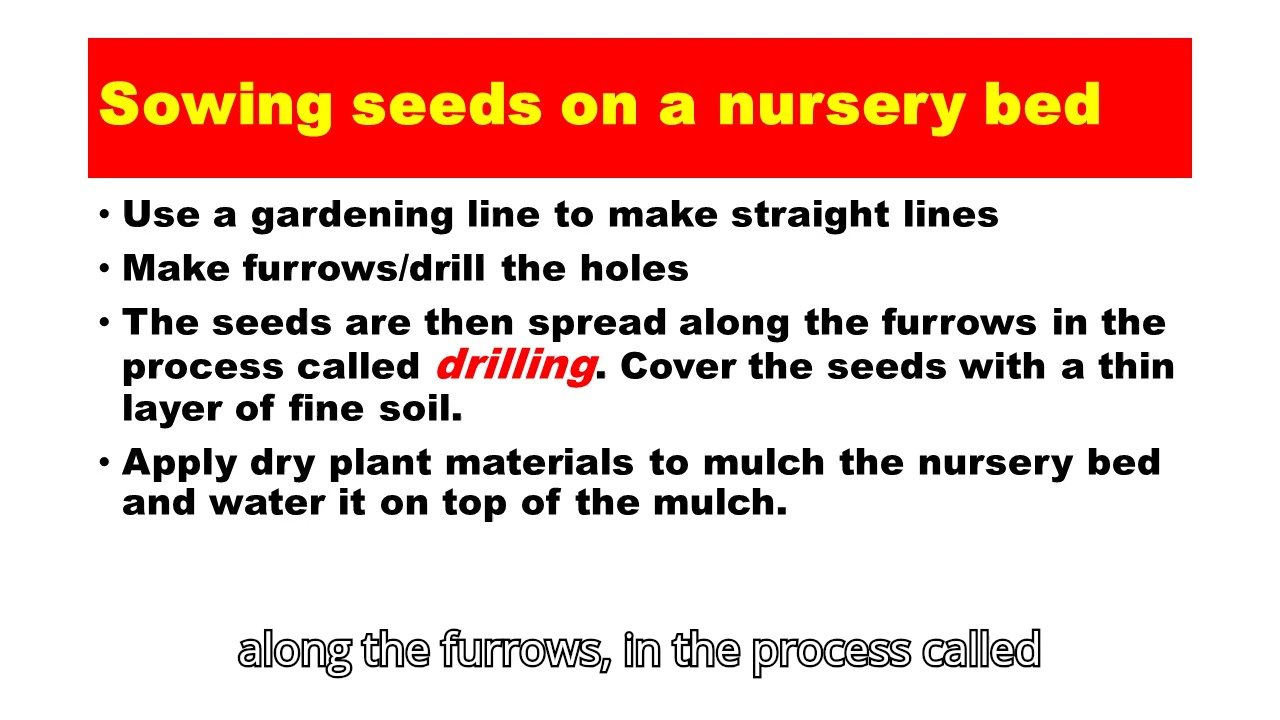 Sowing seeds on a nursery bed
• Use a gardening line to make straight lines
• Make furrows/drill the holes
• The seeds are then spread along the furrows in the
process called drilling. Cover the seeds with a thin
layer of fine soil.
• Apply dry plant materials to mulch the nursery bed
and water it on top of the mulch.
along the furrows, in the process called